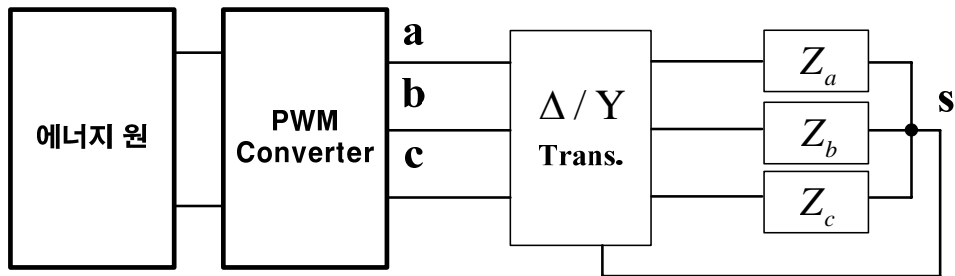 에너지 원
PWM
Converter
a
b
c
Δ / Y
Trans.
Z_a
Z_b
Z_c
s